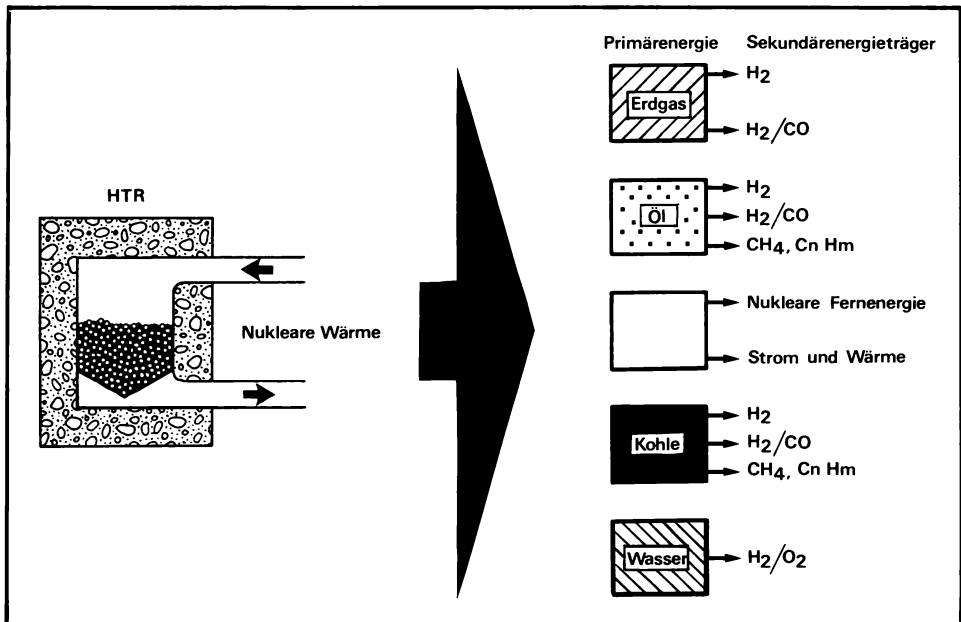 Primärenergie Sekundärenergieträger
Erdgas
H2
H2/CO
HTR
Nukleare Wärme
Öl
H2
H2/CO
CH4, Cn Hm
Nukleare Fernenergie
Strom und Wärme
Kohle
H2
H2/CO
CH4, Cn Hm
Wasser
H2/O2